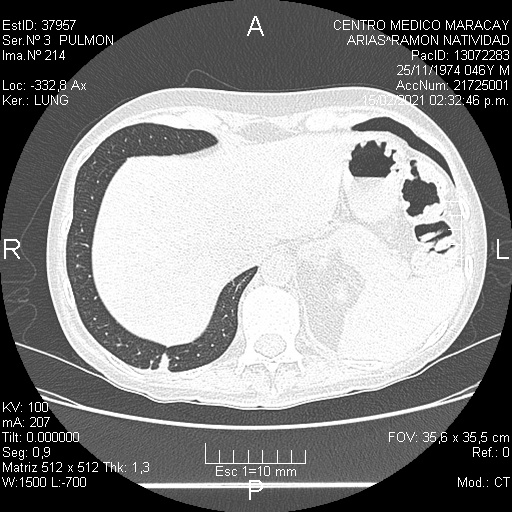 EstID: 37957
Ser.Nº 3 PULMON
Ima.Nº 214
Loc: -332,8 Ax
Ker.: LUNG
A
CENTRO MEDICO MARACAY
ARIAS^RAMON NATIVIDAD
PacID: 13072283
25/11/1974 046Y M
AccNum: 21725001
15/02/2021 02:32:46 p.m.
R
L
KV: 100
mA: 207
Tilt: 0.000000
Seg: 0,9
Matriz 512 x 512 Thk: 1,3
W:1500 L:-700
Esc 1=10 mm
P
FOV: 35,6 x 35,5 cm
Ref.: 0
Mod.: CT